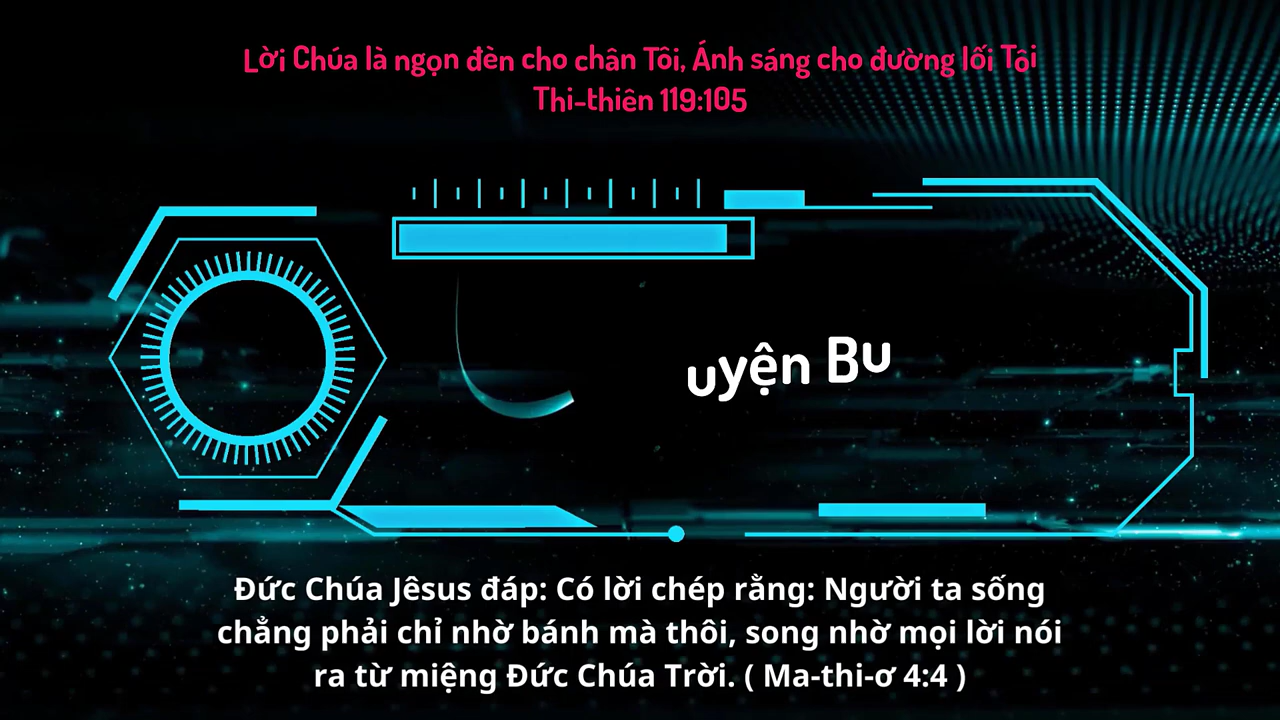 Lời Chúa là ngọn đèn cho chân Tôi, Ánh sáng cho đường lối Tôi
Thi-thiên 119:105
uyện Bu
Đức Chúa Jêsus đáp: Có lời chép rằng: Người ta sống
chẳng phải chỉ nhờ bánh mà thôi, song nhờ mọi lời nói
ra từ miệng Đức Chúa Trời. ( Ma-thi-ơ 4:4 )